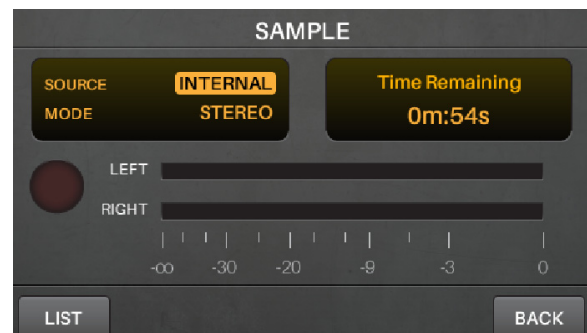 SAMPLE
SOURCE INTERNAL
MODE STEREO
Time Remaining
0m:54s
LEFT
RIGHT
-∞ -30 -20 -9 -3 0
LIST BACK